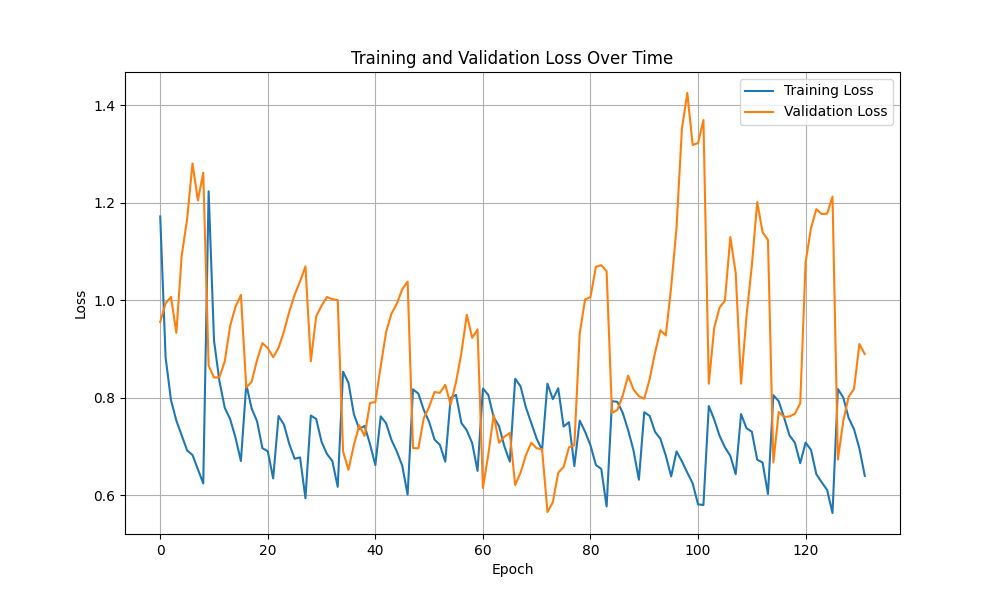 Training and Validation Loss Over Time
Training Loss
Validation Loss
1.4
1.2
1.0
0.8
0.6
Loss
0 20 40 60 80 100 120
Epoch